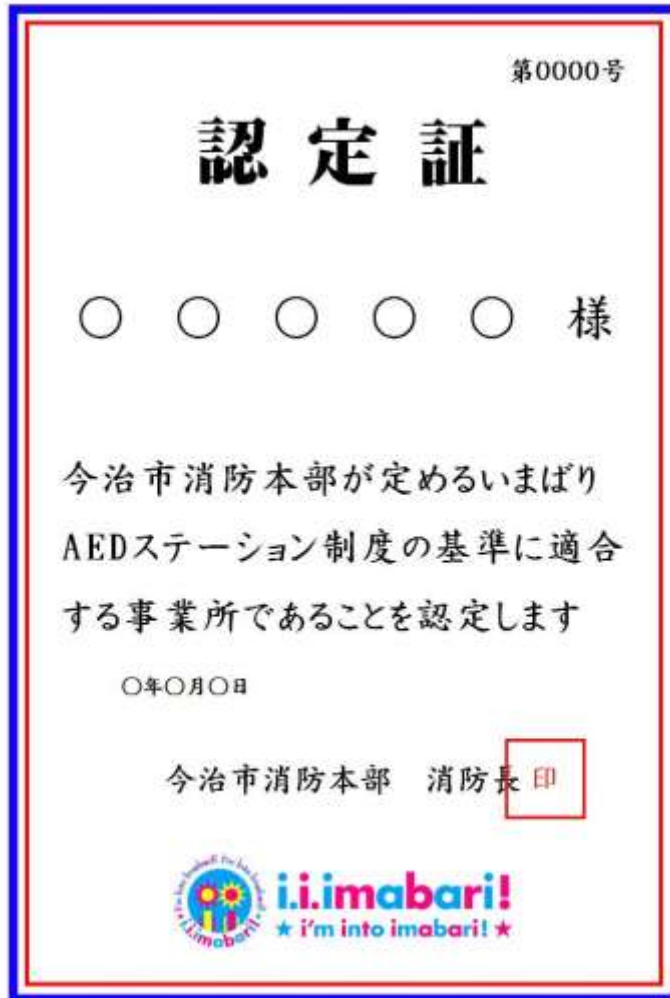 第0000号
認定証
○○○○○ 様
今治市消防本部が定めるいまばり
AEDステーション制度の基準に適合
する事業所であることを認定します
○年○月○日
今治市消防本部　消防長 印
i.i.imabari!
★ i'm into imabari! ★
i.i.imabari!